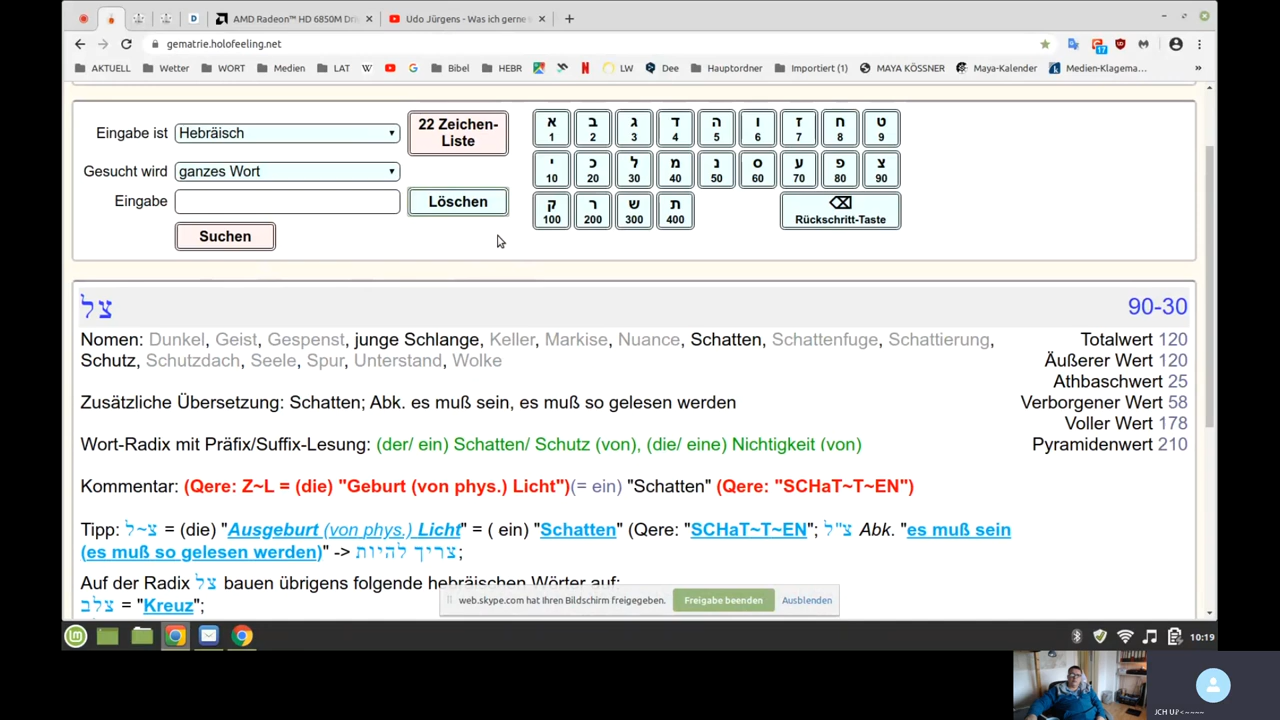 AMD Radeon™ HD 6850M Dri
Udo Jürgens - Was ich gerne
gematrie.holofeeling.net
17
AKTUELL Wetter WORT Medien LAT Bibel HEBR LW Dee Hauptordner Importiert (1) MAYA KÖSSNER Maya-Kalender Medien-Klagema... »
Eingabe ist Hebräisch
22 Zeichen-
Liste
Gesucht wird ganzes Wort
Eingabe
Löschen
Suchen
א ב ג ד ה ו ז ח ט
1 2 3 4 5 6 7 8 9
י כ ל מ נ ס ע פ צ
10 20 30 40 50 60 70 80 90
ק ר ש ת
100 200 300 400
Rückschritt-Taste
צל 90-30
Nomen: Dunkel, Geist, Gespenst, junge Schlange, Keller, Markise, Nuance, Schatten, Schattenfuge, Schattierung,
Schutz, Schutzdach, Seele, Spur, Unterstand, Wolke
Totalwert 120
Äußerer Wert 120
Athbaschwert 25
Verborgener Wert 58
Voller Wert 178
Pyramidenwert 210
Zusätzliche Übersetzung: Schatten; Abk. es muß sein, es muß so gelesen werden
Wort-Radix mit Präfix/Suffix-Lesung: (der/ ein) Schatten/ Schutz (von), (die/ eine) Nichtigkeit (von)
Kommentar: (Qere: Z~L = (die) "Geburt (von phys.) Licht")(= ein) "Schatten" (Qere: "SCHaT~T~EN")
Tipp: צ~ל = (die) "Ausgeburt (von phys.) Licht" = ( ein) "Schatten" (Qere: "SCHaT~T~EN"; צ"ל Abk. "es muß sein
(es muß so gelesen werden)" -> צריך להיות;
Auf der Radix צל bauen übrigens folgende hebräischen Wörter auf:
צלב = "Kreuz";
web.skype.com hat Ihren Bildschirm freigegeben. Freigabe beenden Ausblenden
10:19
JCH UP<~~~~